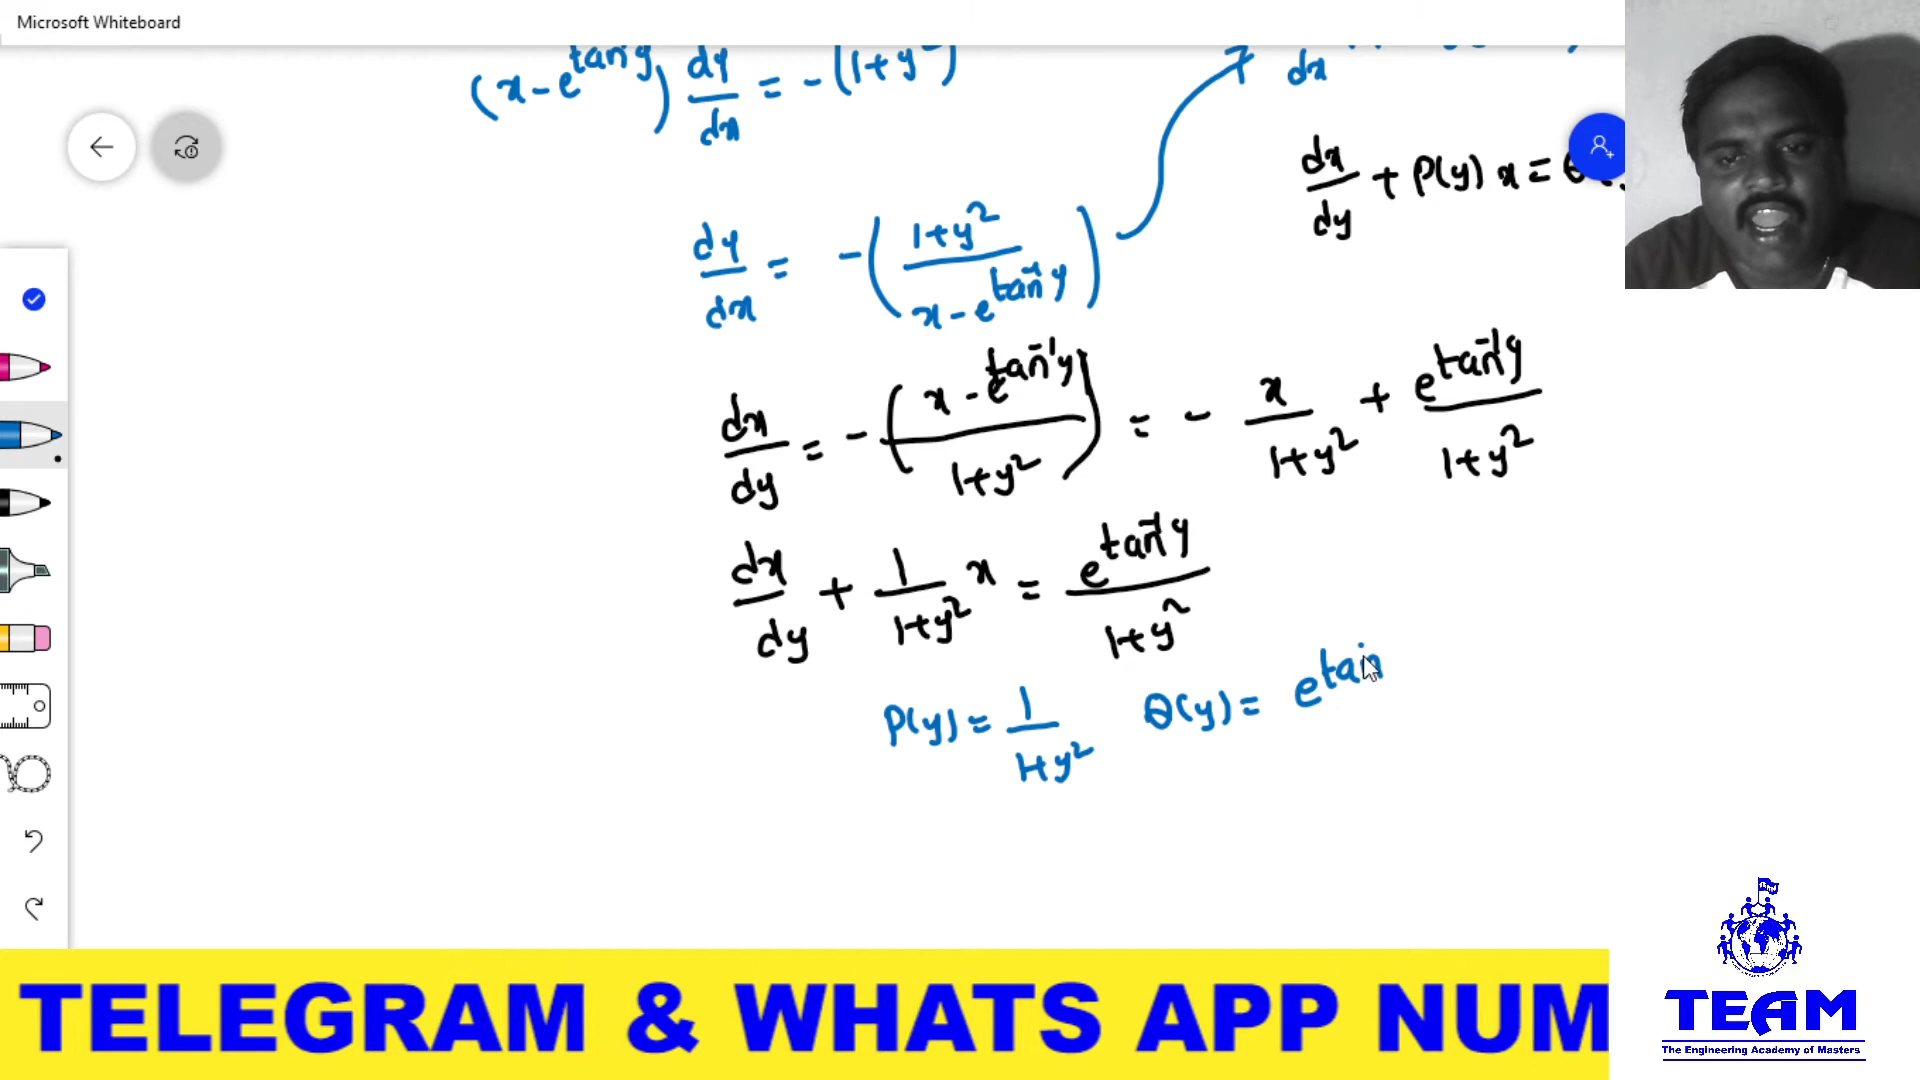 Microsoft Whiteboard
(x - e^tan⁻¹y) dy/dx = -(1+y²)
dx
dx/dy + P(y) x =
dy/dx = -(1+y²/x - e^tan⁻¹y)
dx/dy = -(x - e^tan⁻¹y/1+y²) = - x/1+y² + e^tan⁻¹y/1+y²
dx/dy + 1/1+y² x = e^tan⁻¹y/1+y²
P(y) = 1/1+y² Q(y) = e^tan
TELEGRAM & WHATS APP NUM
TEAM
The Engineering Academy of Masters